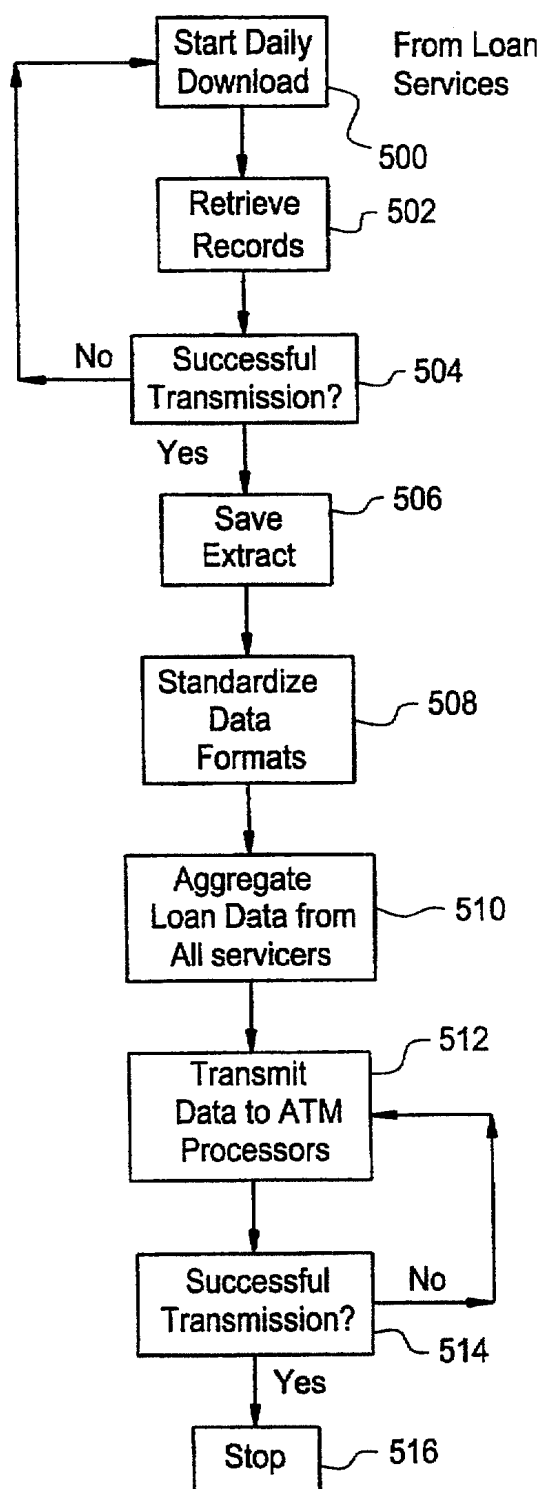 Start Daily
Download
From Loan
Services
500
Retrieve
Records
502
Successful
Transmission?
504
No
Yes
Save
Extract
506
Standardize
Data
Formats
508
Aggregate
Loan Data from
All servicers
510
Transmit
Data to ATM
Processors
512
Successful
Transmission?
No
514
Yes
Stop
516